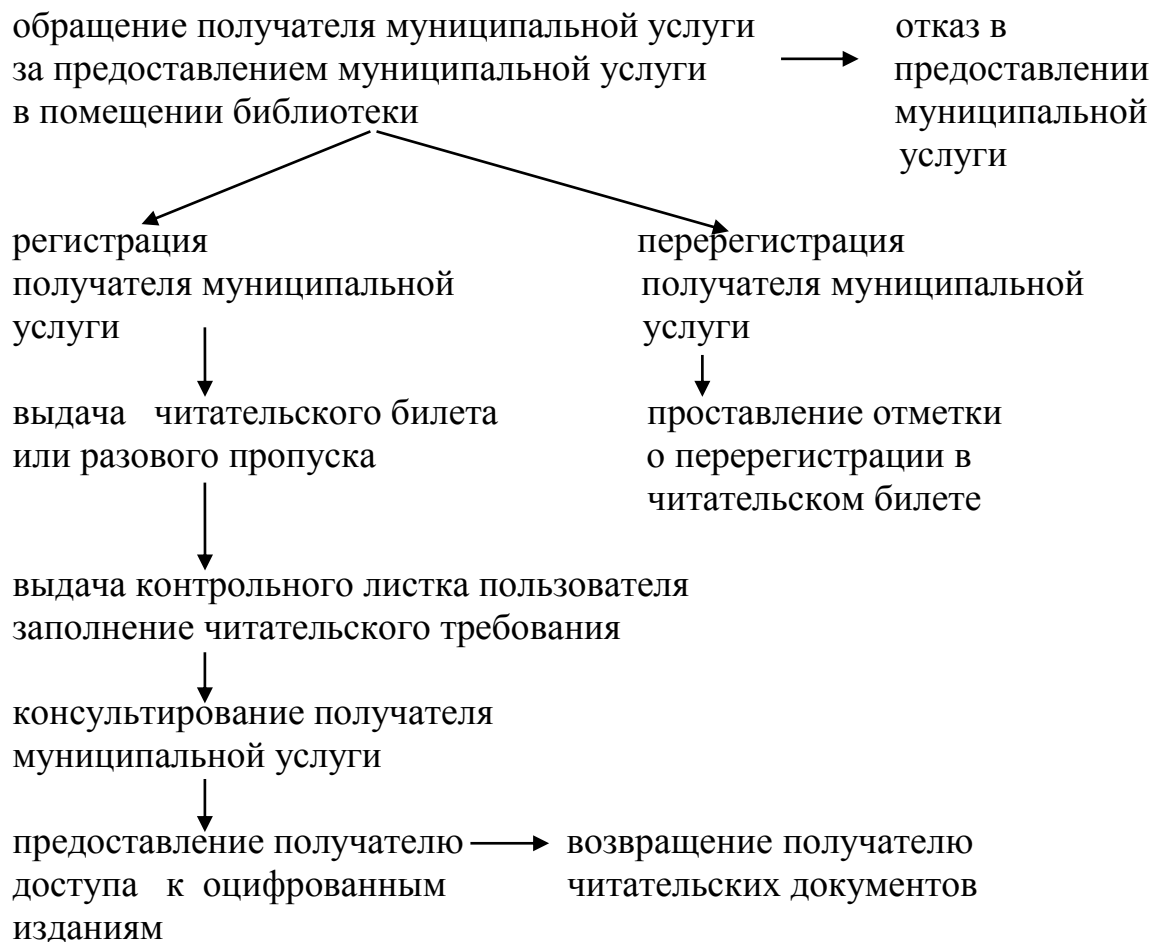 обращение получателя муниципальной услуги
за предоставлением муниципальной услуги
в помещении библиотеки
отказ в
предоставлении
муниципальной
услуги
регистрация
получателя муниципальной
услуги
перерегистрация
получателя муниципальной
услуги
выдача читательского билета
или разового пропуска
проставление отметки
о перерегистрации в
читательском билете
выдача контрольного листка пользователя
заполнение читательского требования
консультирование получателя
муниципальной услуги
предоставление получателю
доступа к оцифрованным
изданиям
возвращение получателю
читательских документов